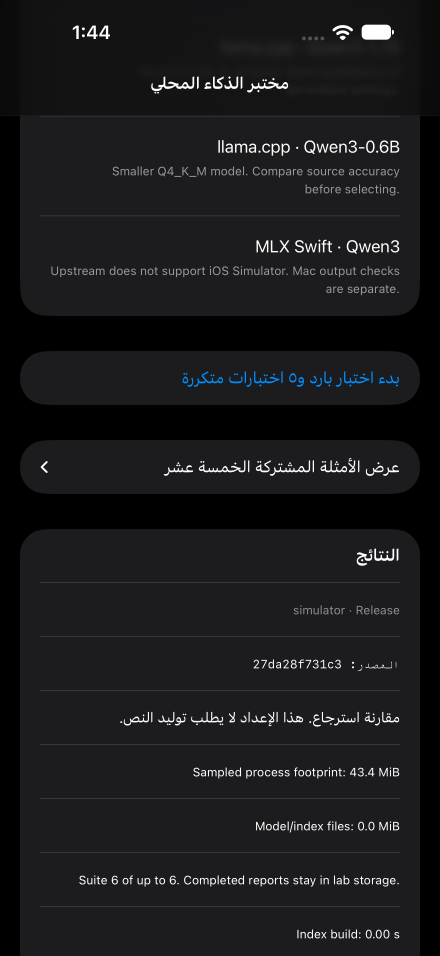 1:44
مختبر الذكاء المحلي
llama.cpp · Qwen3-0.6B
Smaller Q4_K_M model. Compare source accuracy
before selecting.
MLX Swift · Qwen3
Upstream does not support iOS Simulator. Mac output checks
are separate.
بدء اختبار بارد و٥ اختبارات متكررة
عرض الأمثلة المشتركة الخمسة عشر
النتائج
simulator · Release
المصدر: 27da28f731c3
مقارنة استرجاع. هذا الإعداد لا يطلب توليد النص.
Sampled process footprint: 43.4 MiB
Model/index files: 0.0 MiB
Suite 6 of up to 6. Completed reports stay in lab storage.
Index build: 0.00 s